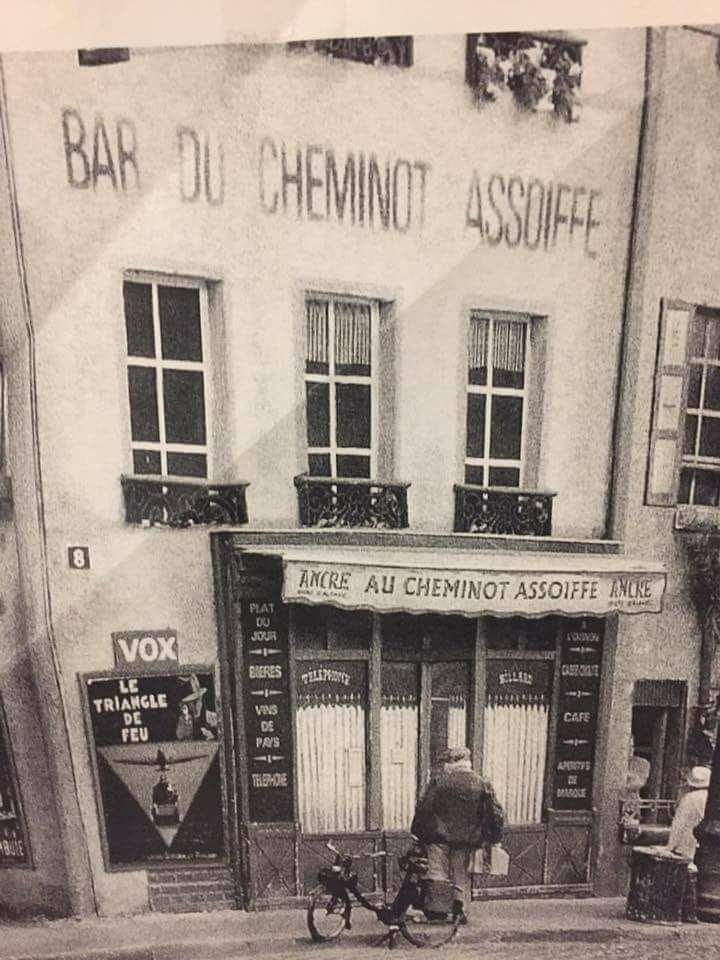 BAR DU CHEMINOT ASSOIFFE
8
ANCRE AU CHEMINOT ASSOIFFE ANCRE
PLAT
DU
JOUR
BIERES
VINS
DE
PAYS
TELEPHONE
TELEPHONE
BILLARD
CASSE-CROUTE
CAFE
APERITIFS
DE
MARQUE
VOX
LE
TRIANGLE
DE
FEU